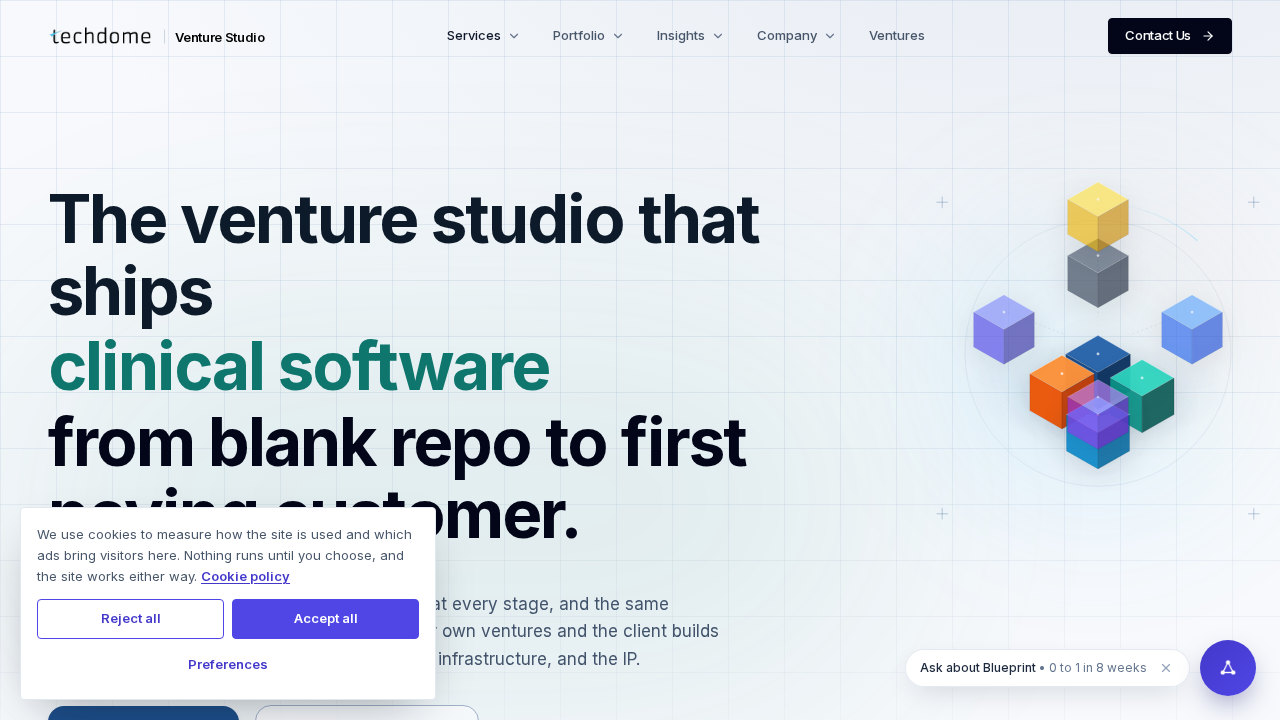 techdome
Venture Studio
Services
Portfolio
Insights
Company
Ventures
Contact Us
The venture studio that
ships
clinical software
from blank repo to first
paying customer.
at every stage, and the same
own ventures and the client builds
infrastructure, and the IP.
We use cookies to measure how the site is used and which
ads bring visitors here. Nothing runs until you choose, and
the site works either way. Cookie policy
Reject all
Accept all
Preferences
Ask about Blueprint • 0 to 1 in 8 weeks